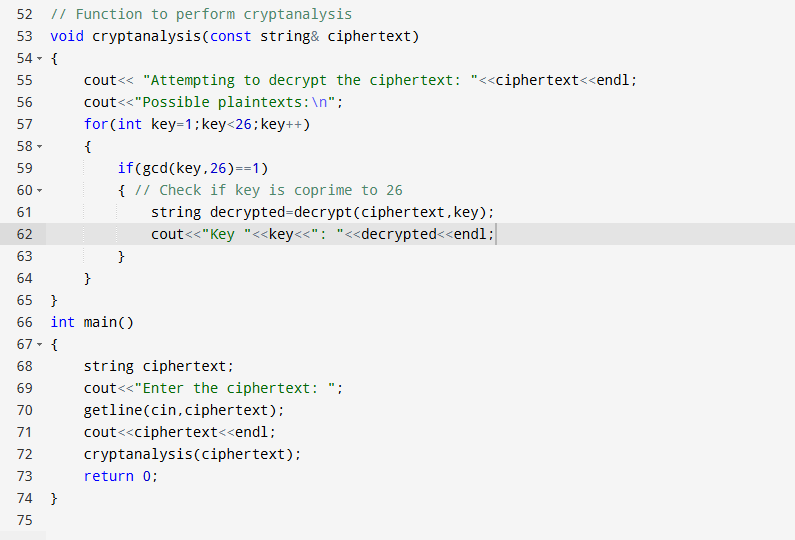 52 // Function to perform cryptanalysis
53 void cryptanalysis(const string& ciphertext)
54 {
55     cout<< "Attempting to decrypt the ciphertext: "<<ciphertext<<endl;
56     cout<<"Possible plaintexts:\n";
57     for(int key=1;key<26;key++)
58     {
59         if(gcd(key,26)==1)
60         { // Check if key is coprime to 26
61             string decrypted=decrypt(ciphertext,key);
62             cout<<"Key "<<key<<": "<<decrypted<<endl;
63         }
64     }
65 }
66 int main()
67 {
68     string ciphertext;
69     cout<<"Enter the ciphertext: ";
70     getline(cin,ciphertext);
71     cout<<ciphertext<<endl;
72     cryptanalysis(ciphertext);
73     return 0;
74 }
75